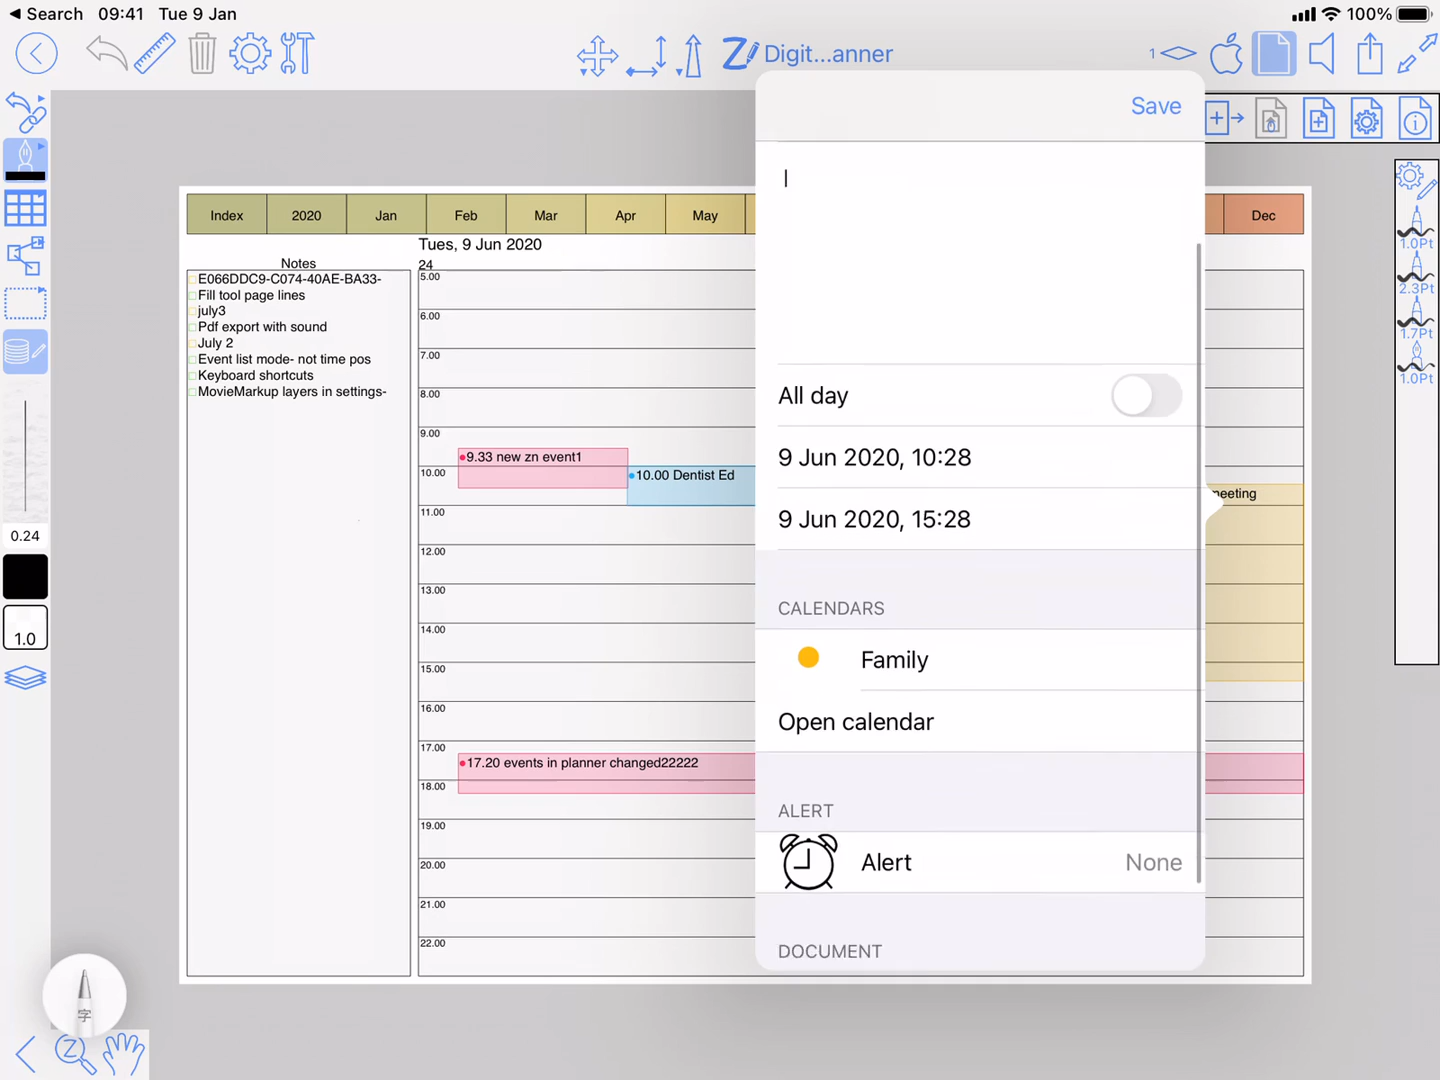 Search 09:41 Tue 9 Jan 100%
Digit...anner
1
Save
Index 2020 Jan Feb Mar Apr May Dec
Tues, 9 Jun 2020
Notes
24
E066DDC9-C074-40AE-BA33-
Fill tool page lines
july3
Pdf export with sound
July 2
Event list mode- not time pos
Keyboard shortcuts
MovieMarkup layers in settings-
5.00
6.00
7.00
8.00
9.00
9.33 new zn event1
10.00
10.00 Dentist Ed
neeting
11.00
12.00
13.00
14.00
15.00
16.00
17.00
17.20 events in planner changed22222
18.00
19.00
20.00
21.00
22.00
All day
9 Jun 2020, 10:28
9 Jun 2020, 15:28
CALENDARS
Family
Open calendar
ALERT
Alert None
DOCUMENT
0.24
1.0
字
Z
1.0Pt
2.3Pt
1.7Pt
1.0Pt